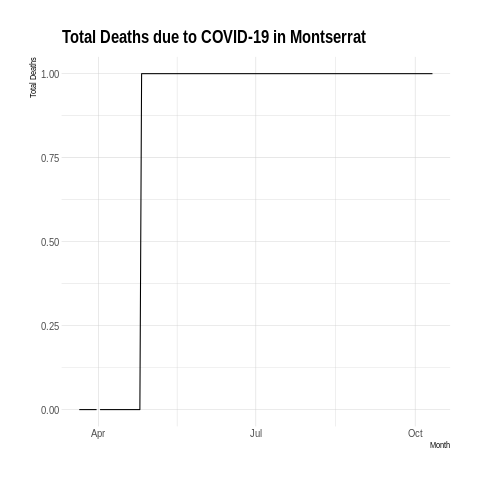 Total Deaths due to COVID-19 in Montserrat
Total Deaths
1.00
0.75
0.50
0.25
0.00
Apr Jul Oct
Month